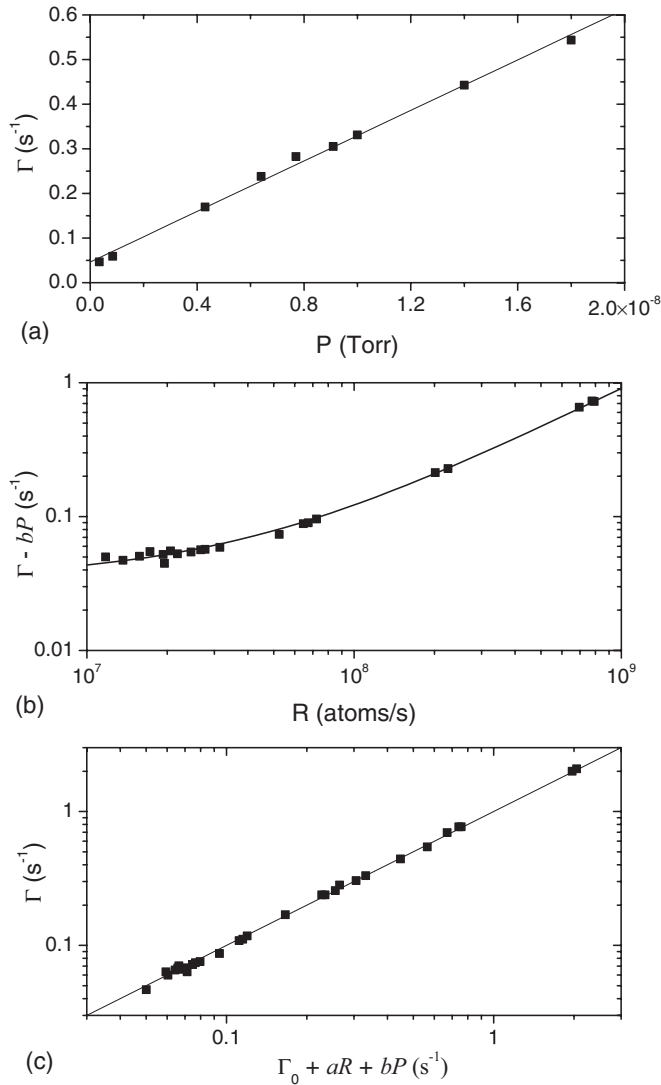 0.6
0.5
0.4
0.3
0.2
0.1
0.0
Γ (s⁻¹)
0.0 0.4 0.8 1.2 1.6 2.0×10⁻⁸
(a)
P (Torr)
1
0.1
0.01
Γ - bP (s⁻¹)
10⁷ 10⁸ 10⁹
(b)
R (atoms/s)
1
0.1
Γ (s⁻¹)
0.1 1
(c)
Γ₀ + aR + bP (s⁻¹)